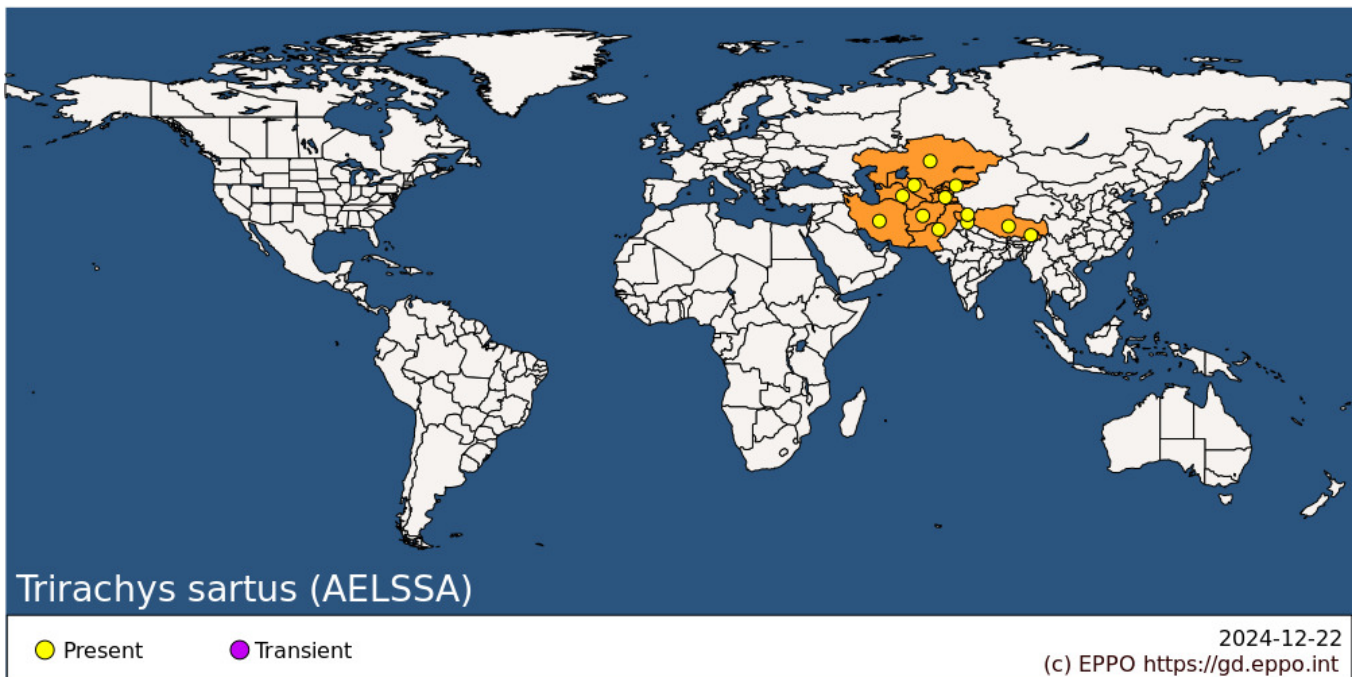 Trirachys sartus (AELSSA)
Present
Transient
2024-12-22
(c) EPPO https://gd.eppo.int